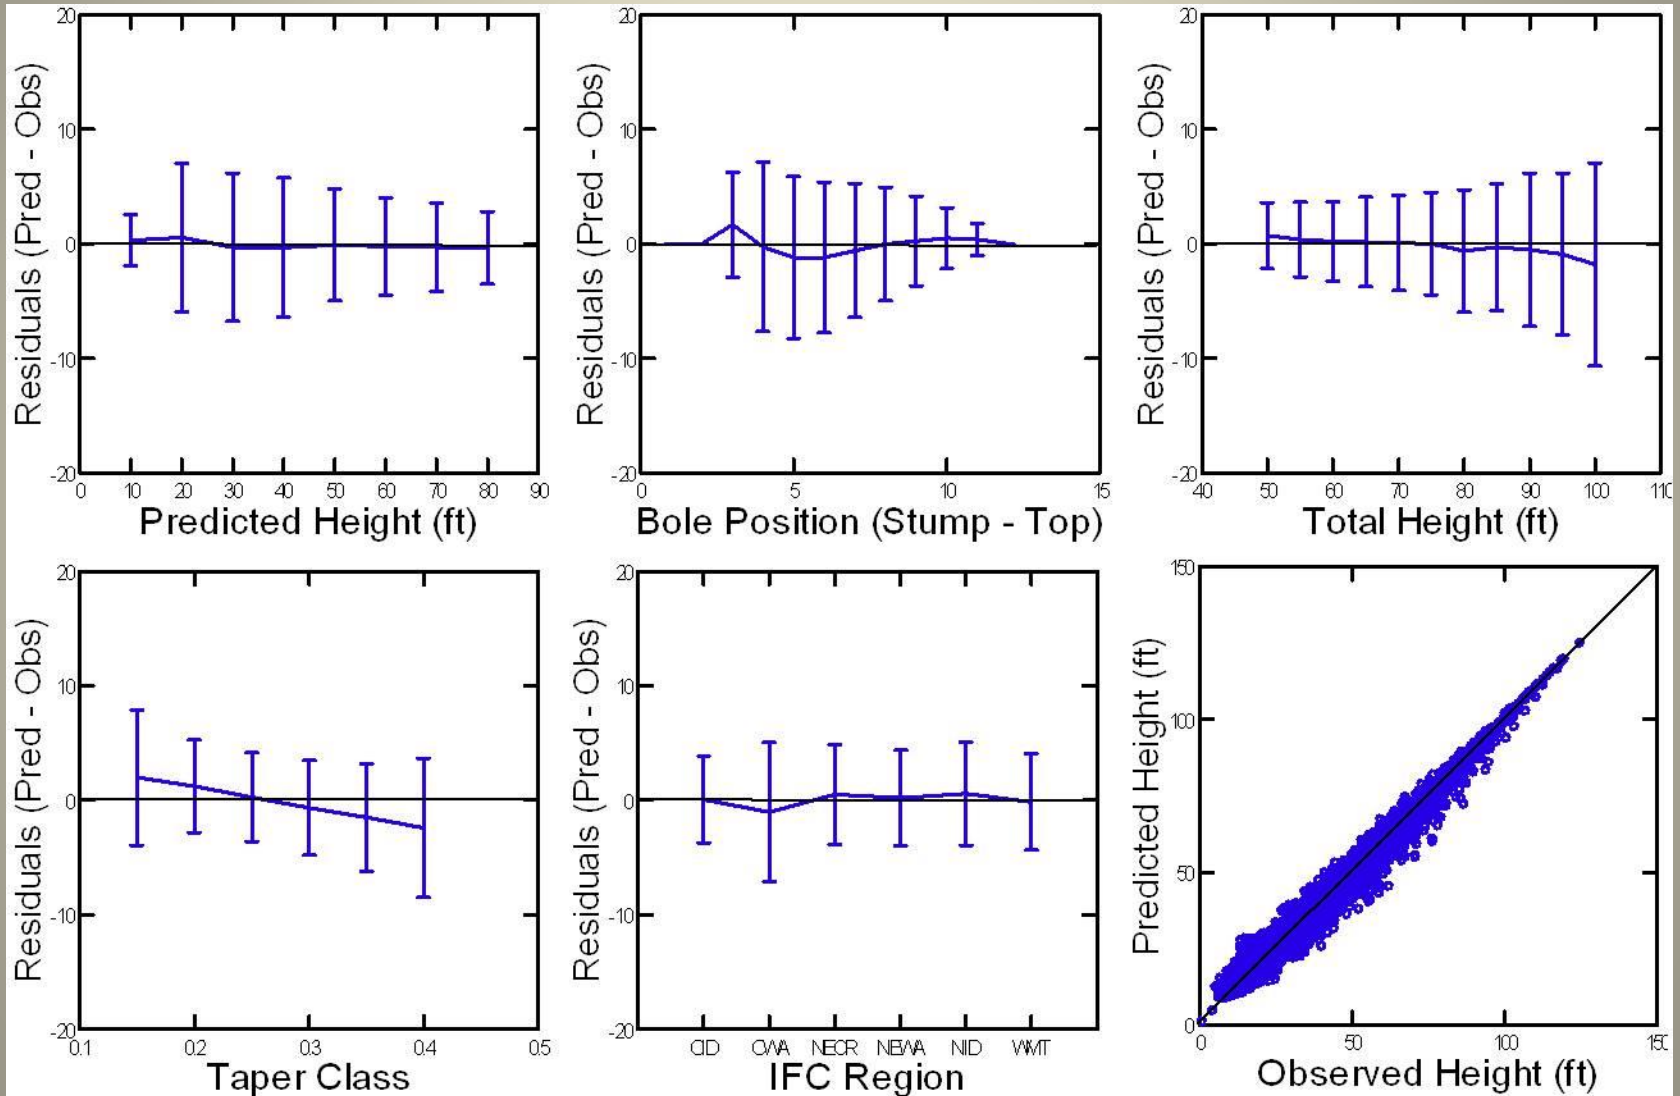 20
10
0
-10
-20
0 10 20 30 40 50 60 70 80 90
Residuals (Pred - Obs)
Predicted Height (ft)
20
10
0
-10
-20
0 5 10 15
Residuals (Pred - Obs)
Bole Position (Stump - Top)
20
10
0
-10
-20
40 50 60 70 80 90 100 110
Residuals (Pred - Obs)
Total Height (ft)
20
10
0
-10
-20
0.1 0.2 0.3 0.4 0.5
Residuals (Pred - Obs)
Taper Class
20
10
0
-10
-20
CID CWA NECR NEWA NID WMT
Residuals (Pred - Obs)
IFC Region
150
100
50
0
0 50 100 150
Predicted Height (ft)
Observed Height (ft)